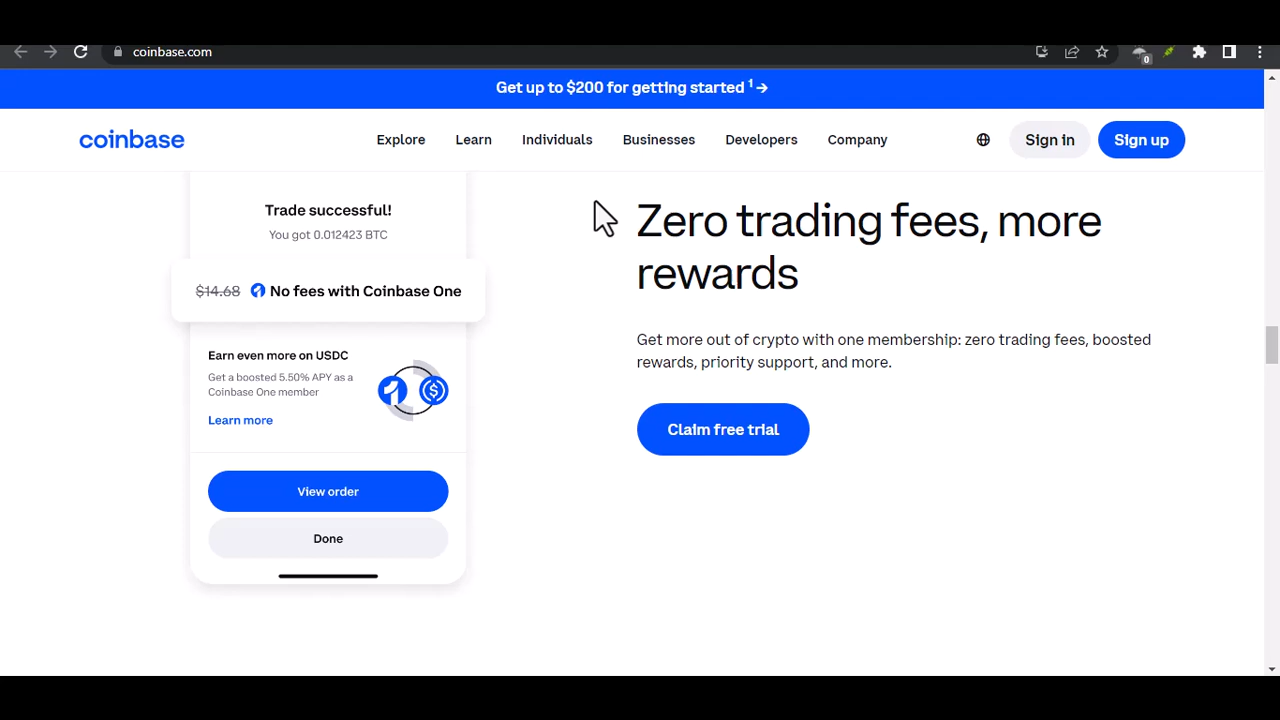 coinbase.com
0
Get up to $200 for getting started ¹ →
coinbase
Explore
Learn
Individuals
Businesses
Developers
Company
Sign in
Sign up
Trade successful!
You got 0.012423 BTC
$14.68 No fees with Coinbase One
Earn even more on USDC
Get a boosted 5.50% APY as a
Coinbase One member
Learn more
View order
Done
Zero trading fees, more
rewards
Get more out of crypto with one membership: zero trading fees, boosted
rewards, priority support, and more.
Claim free trial